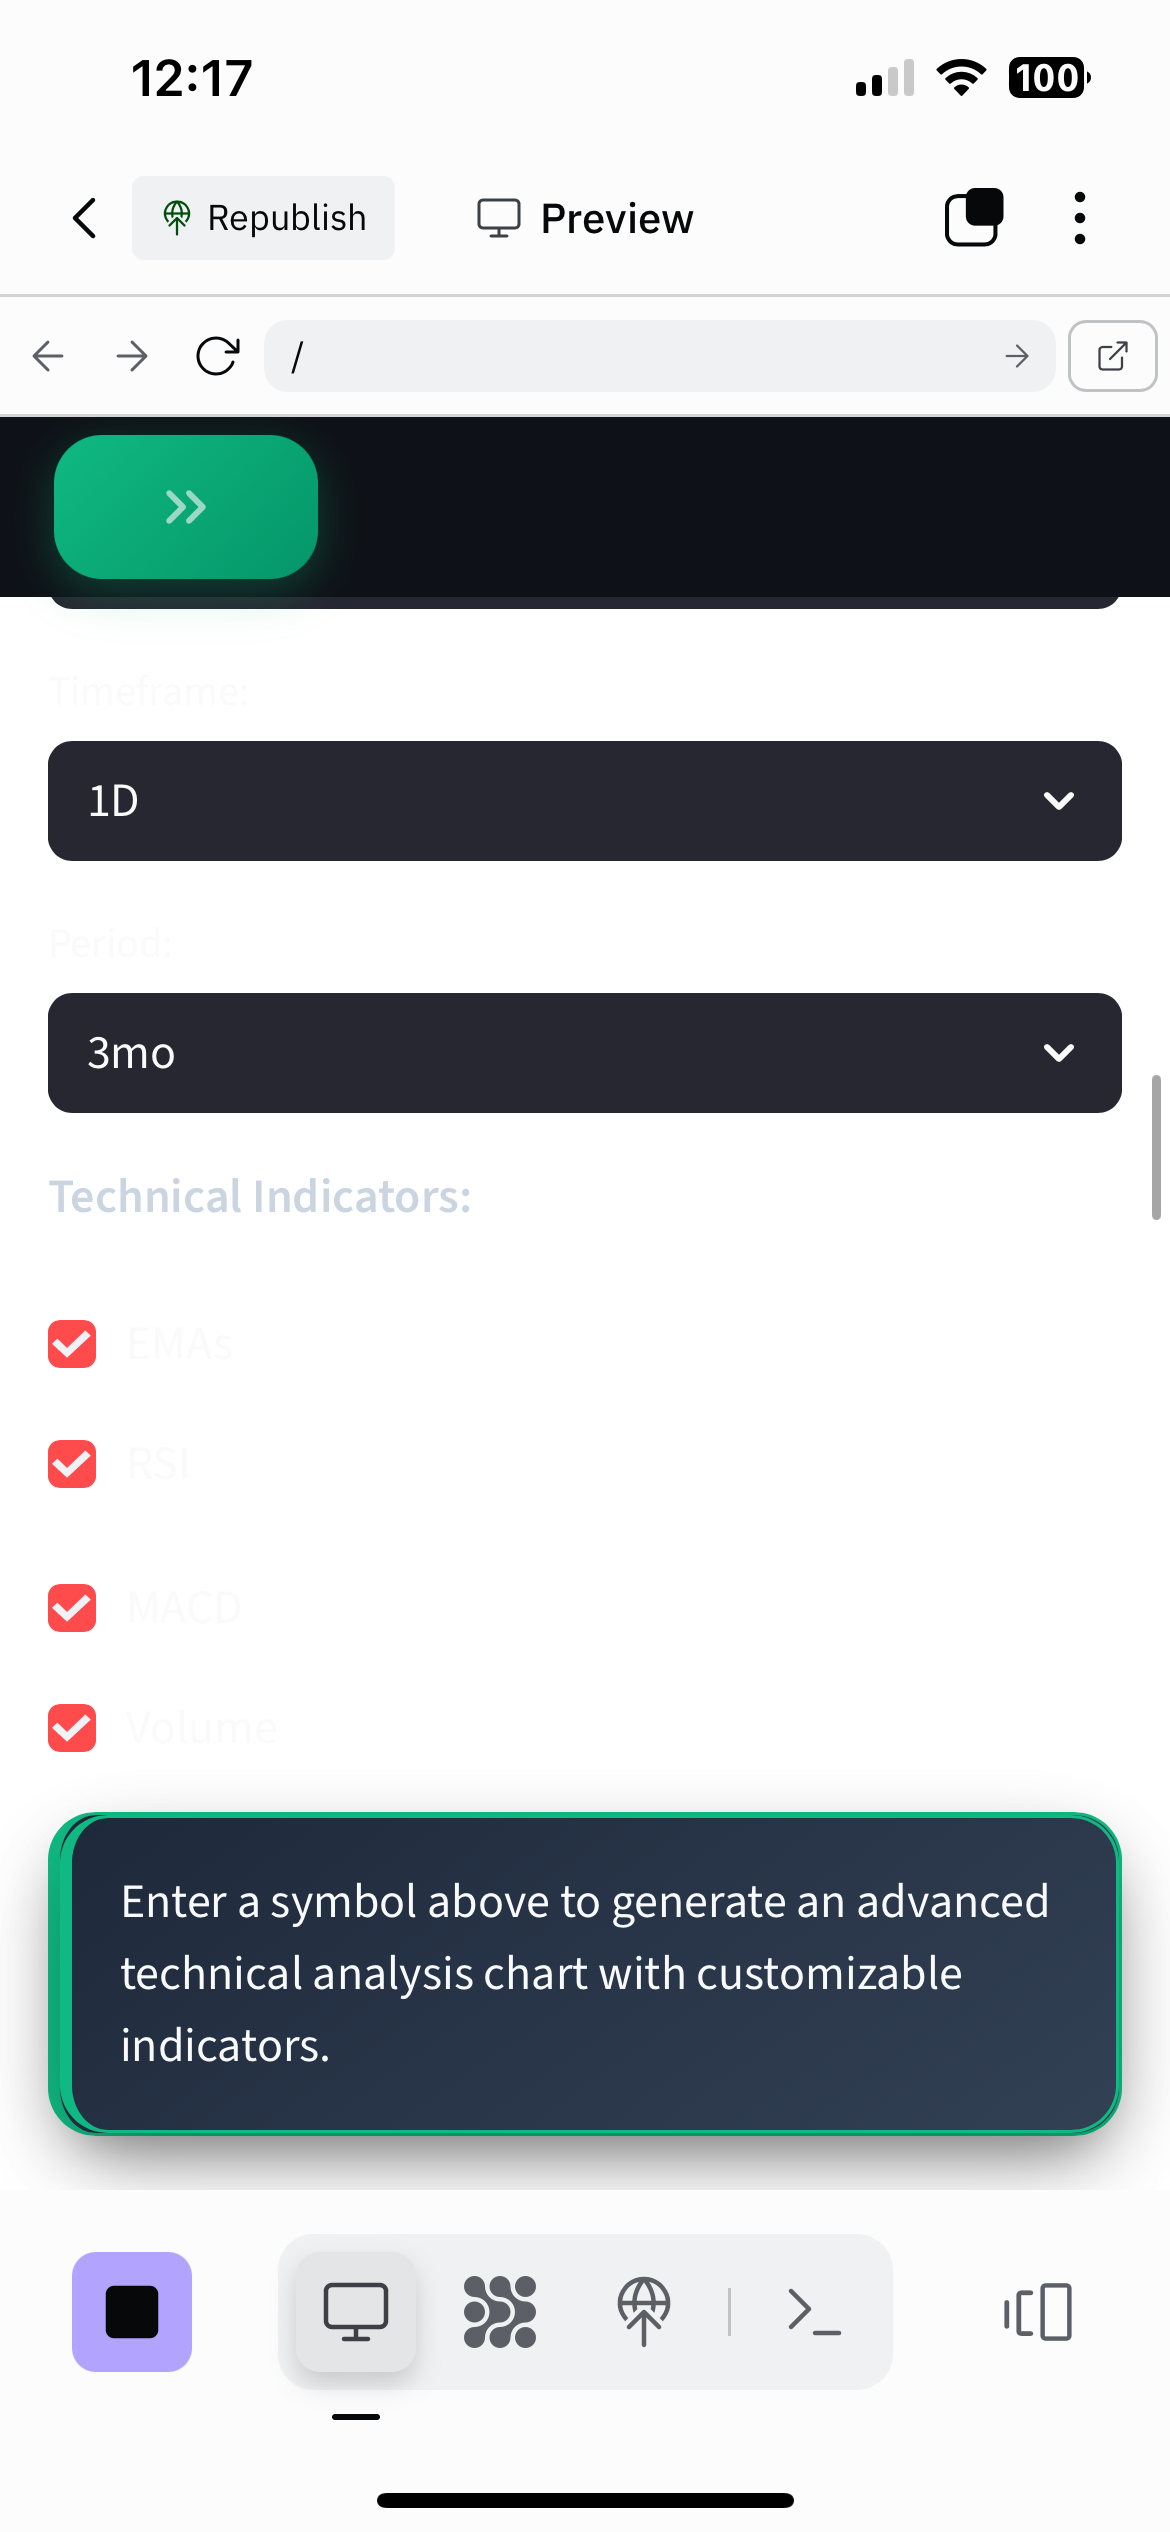 12:17
100
Republish
Preview
/
Timeframe:
1D
Period:
3mo
Technical Indicators:
EMAs
RSI
MACD
Volume
Enter a symbol above to generate an advanced
technical analysis chart with customizable
indicators.